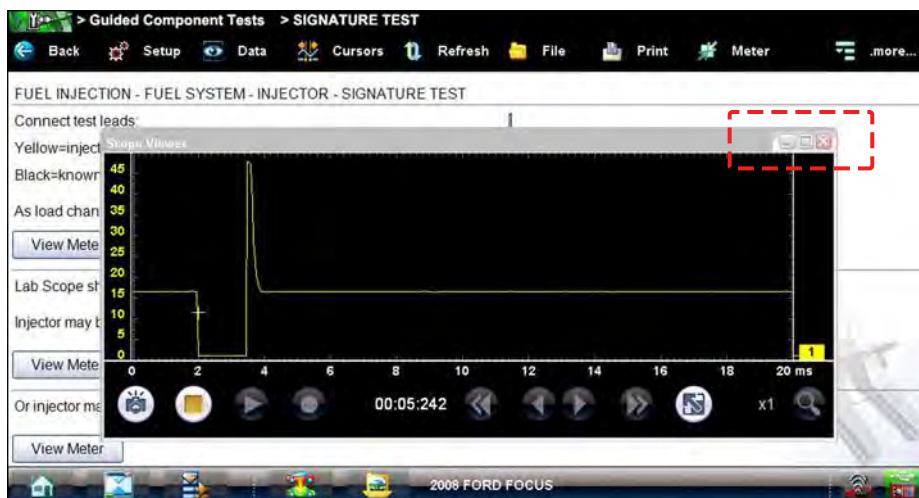 > Guided Component Tests > SIGNATURE TEST
Back Setup Data Cursors Refresh File Print Meter .more...
FUEL INJECTION - FUEL SYSTEM - INJECTOR - SIGNATURE TEST
Connect test leads:
Yellow=inject
Scope Viewer
Black=known
As load chan
View Mete
Lab Scope sh
Injector may b
View Mete
Or injector ma
View Meter
45
40
35
30
25
20
15
10
5
0
1
0 2 4 6 8 10 12 14 16 18 20 ms
00:05:242 x1
2008 FORD FOCUS